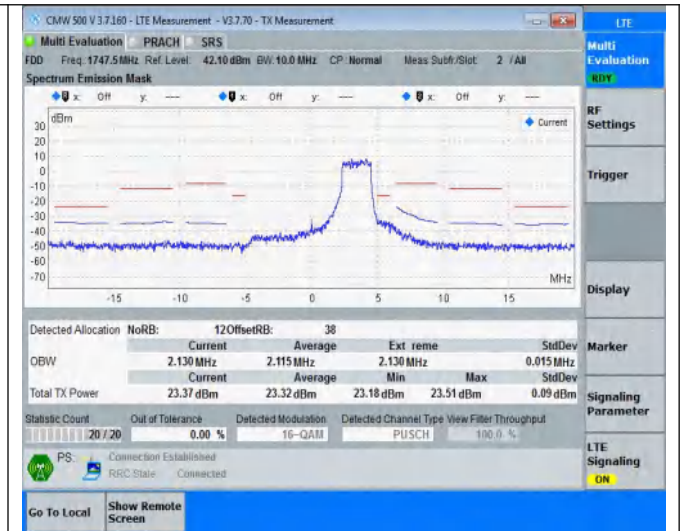 CMW 500 V 3.7.160 - LTE Measurement - V3.7.70 - TX Measurement
LTE
Multi Evaluation PRACH SRS
Multi Evaluation
RDY
FDD Freq.: 1747.5 MHz Ref. Level: 42.10 dBm BW: 10.0 MHz CP: Normal Meas Subfr./Slot: 2 / All
Spectrum Emission Mask
x: Off y: --- x: Off y: --- x: Off y: ---
RF Settings
dBm
Current
30
20
10
0
-10
-20
-30
-40
-50
-60
-70
MHz
-15 -10 -5 0 5 10 15
Trigger
Display
Detected Allocation NoRB: 12 OffsetRB: 38
Current Average Extreme StdDev
OBW 2.130 MHz 2.115 MHz 2.130 MHz 0.015 MHz
Current Average Min Max StdDev
Total TX Power 23.37 dBm 23.32 dBm 23.18 dBm 23.51 dBm 0.09 dBm
Marker
Signaling Parameter
Statistic Count Out of Tolerance Detected Modulation Detected Channel Type View Filter Throughput
20 / 20 0.00 % 16-QAM PUSCH 100.0 %
PS: Connection Established
RRC State Connected
LTE Signaling
ON
Go To Local Show Remote Screen